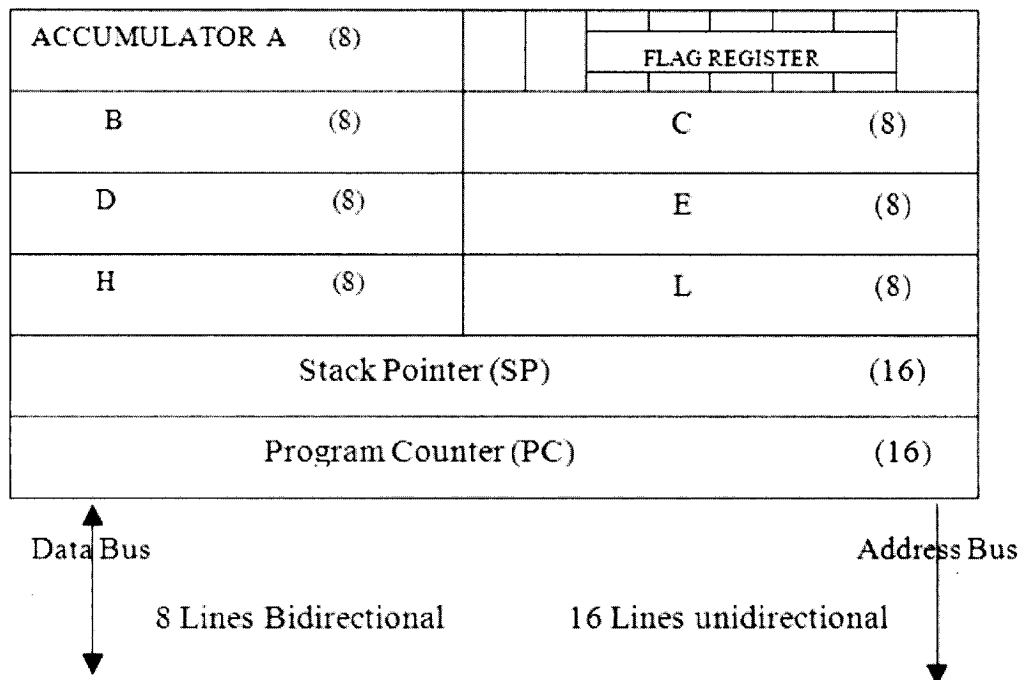 ACCUMULATOR A (8)
FLAG REGISTER
B (8)
C (8)
D (8)
E (8)
H (8)
L (8)
Stack Pointer (SP) (16)
Program Counter (PC) (16)
Data Bus
Address Bus
8 Lines Bidirectional
16 Lines unidirectional